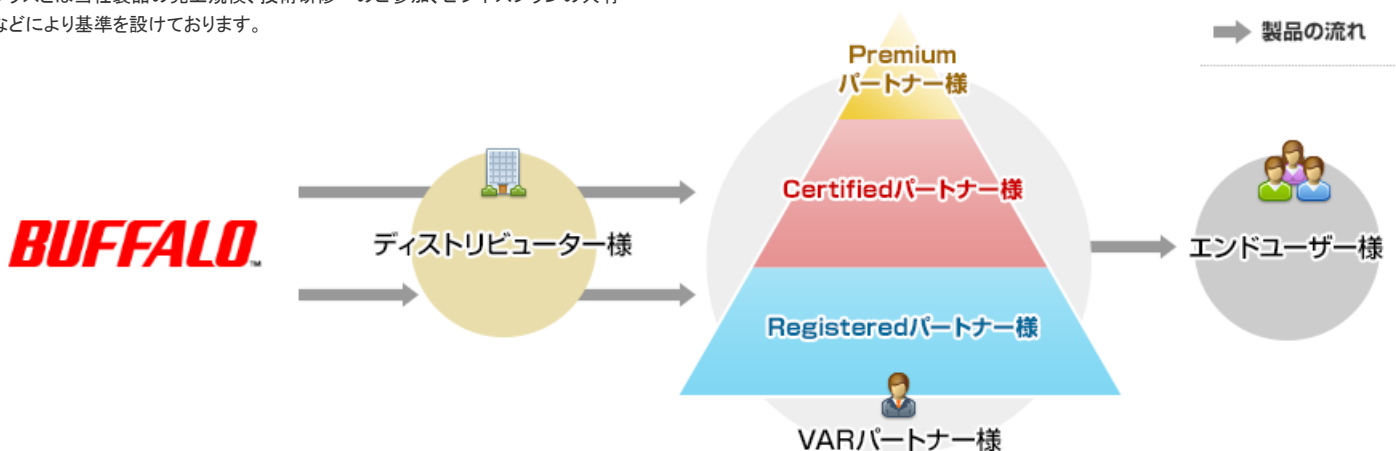 などにより基準を設けております。
製品の流れ
Premium
パートナー様
Certifiedパートナー様
BUFFALO™
ディストリビューター様
エンドユーザー様
Registeredパートナー様
VARパートナー様